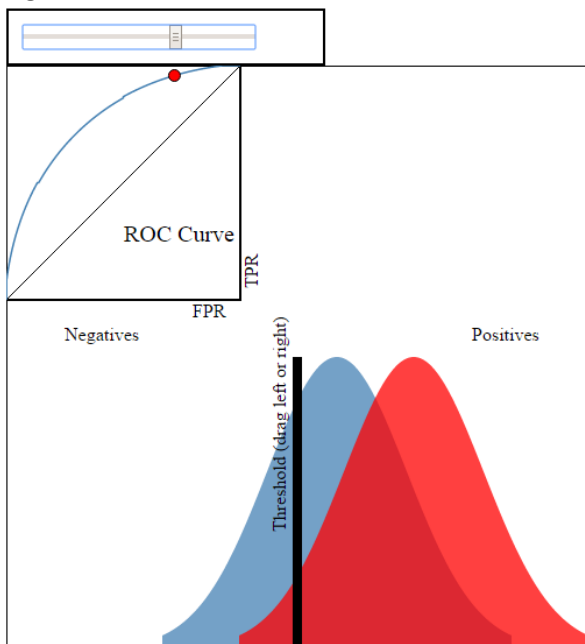 ROC Curve
TPR
FPR
Negatives
Positives
Threshold (drag left or right)